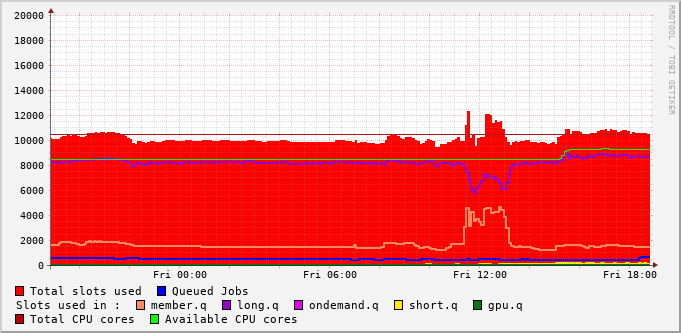 RRDTOOL / TOBI OETIKER
20000
18000
16000
14000
12000
10000
8000
6000
4000
2000
0
Fri 00:00 Fri 06:00 Fri 12:00 Fri 18:00
Total slots used Queued Jobs
Slots used in : member.q long.q ondemand.q short.q gpu.q
Total CPU cores Available CPU cores